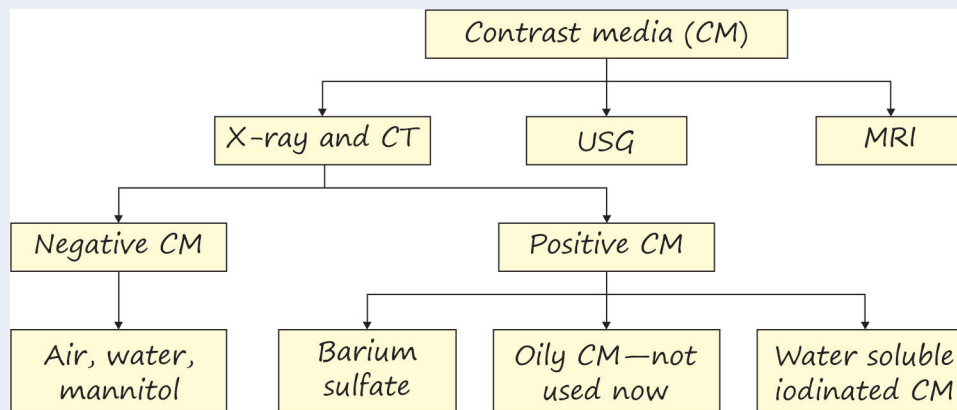 Contrast media (CM)
X-ray and CT
USG
MRI
Negative CM
Positive CM
Air, water,
mannitol
Barium
sulfate
Oily CM—not
used now
Water soluble
iodinated CM